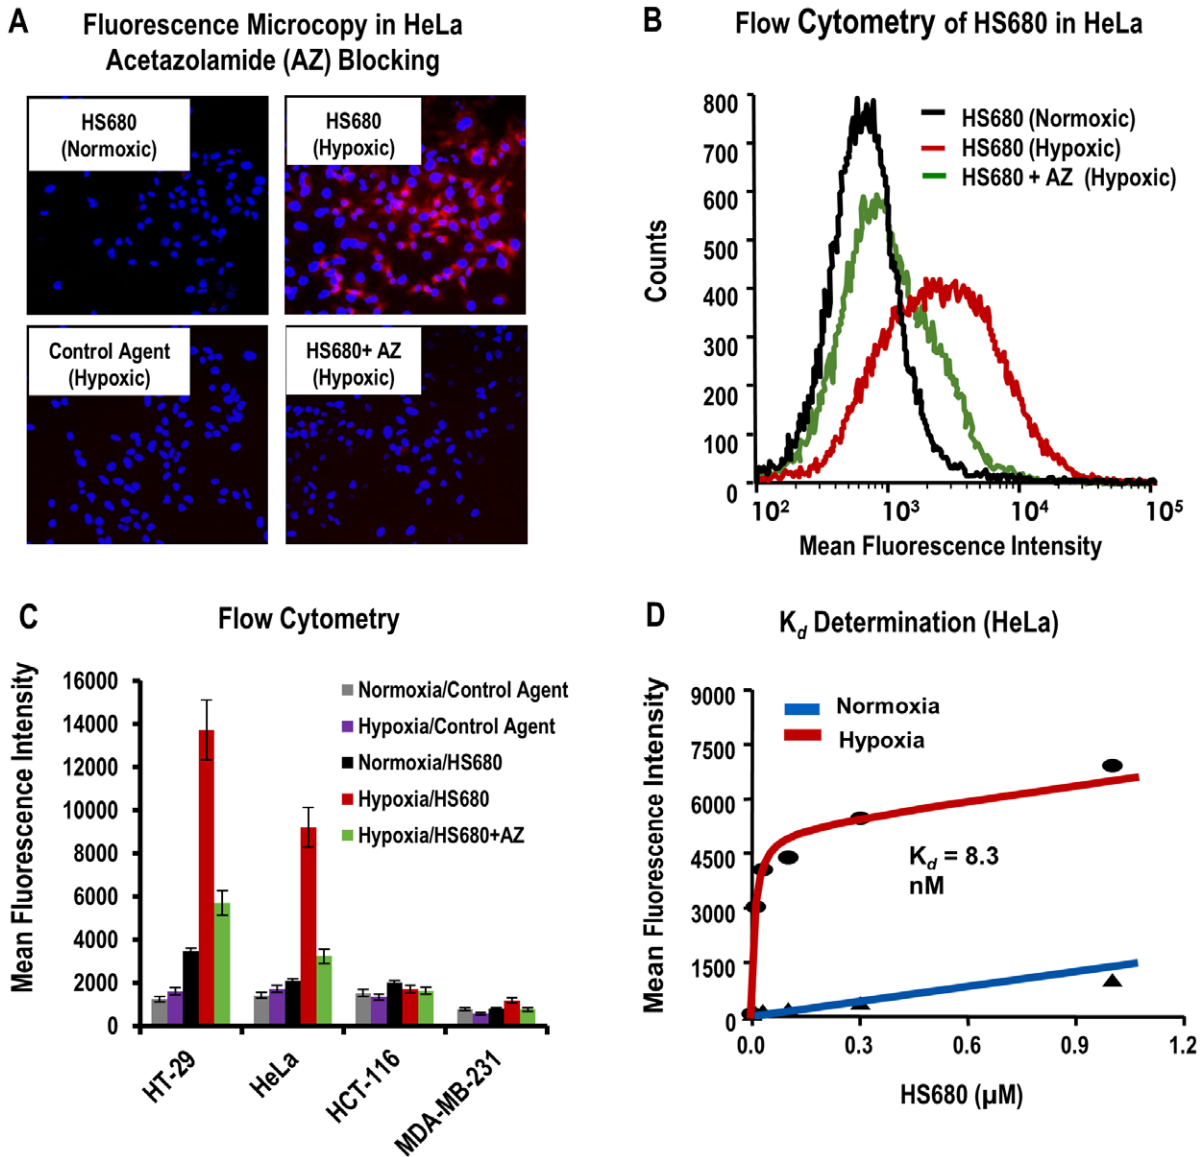 A
Fluorescence Microcopy in HeLa
Acetazolamide (AZ) Blocking
HS680
(Normoxic)
HS680
(Hypoxic)
Control Agent
(Hypoxic)
HS680+ AZ
(Hypoxic)
B
Flow Cytometry of HS680 in HeLa
800
700
600
500
400
300
200
100
0
Counts
HS680 (Normoxic)
HS680 (Hypoxic)
HS680 + AZ (Hypoxic)
10²
10³
10⁴
10⁵
Mean Fluorescence Intensity
C
Flow Cytometry
Mean Fluorescence Intensity
16000
14000
12000
10000
8000
6000
4000
2000
0
Normoxia/Control Agent
Hypoxia/Control Agent
Normoxia/HS680
Hypoxia/HS680
Hypoxia/HS680+AZ
HT-29
HeLa
HCT-116
MDA-MB-231
D
K_d Determination (HeLa)
Mean Fluorescence Intensity
9000
7500
6000
4500
3000
1500
0
Normoxia
Hypoxia
K_d = 8.3
nM
0.0
0.3
0.6
0.9
1.2
HS680 (µM)